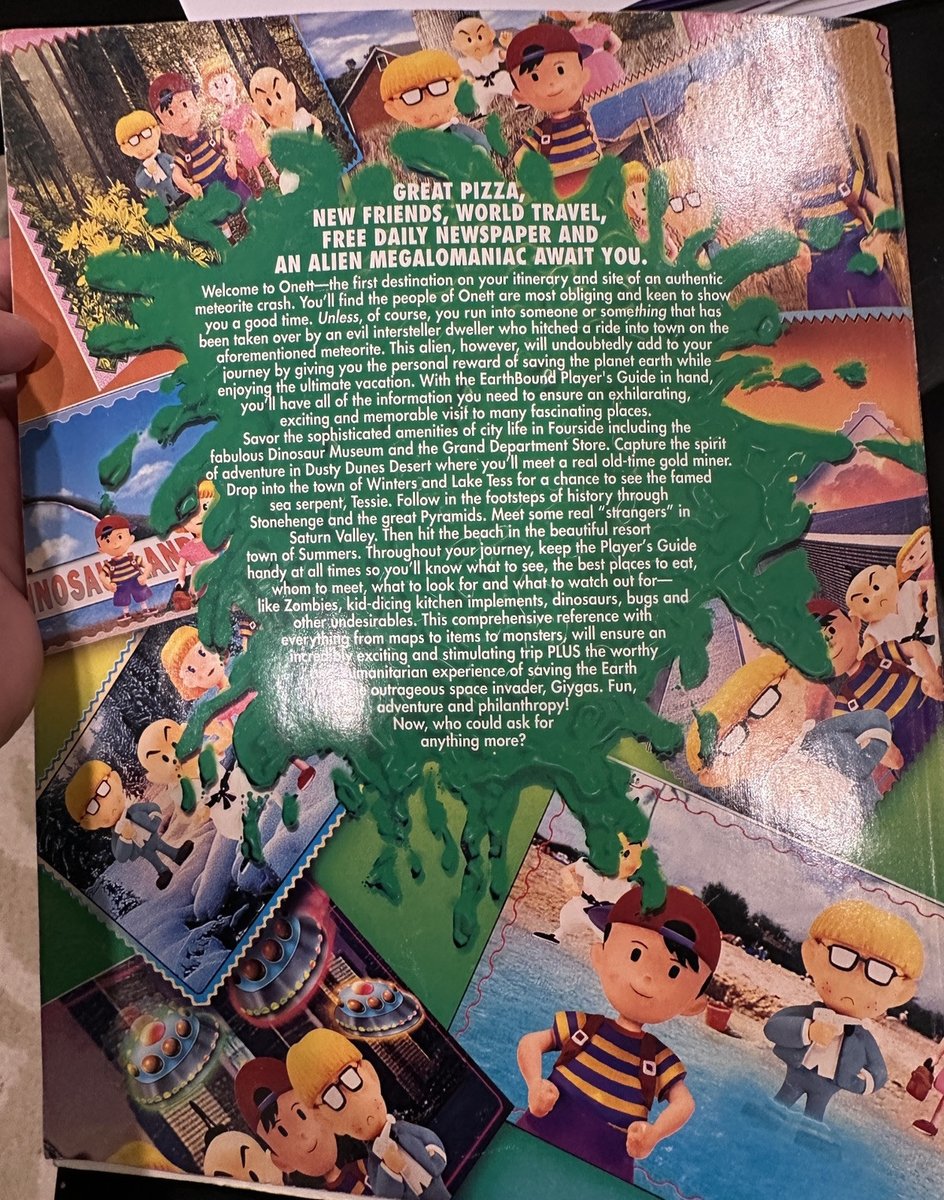 GREAT PIZZA,
NEW FRIENDS, WORLD TRAVEL,
FREE DAILY NEWSPAPER AND
AN ALIEN MEGALOMANIAC AWAIT YOU.
Welcome to Onett—the first destination on your itinerary and site of an authentic
meteorite crash. You'll find the people of Onett are most obliging and keen to show
you a good time. Unless, of course, you run into someone or something that has
been taken over by an evil intersteller dweller who hitched a ride into town on the
aforementioned meteorite. This alien, however, will undoubtedly add to your
journey by giving you the personal reward of saving the planet earth while
enjoying the ultimate vacation. With the EarthBound Player's Guide in hand,
you'll have all of the information you need to ensure an exhilarating,
exciting and memorable visit to many fascinating places.
Savor the sophisticated amenities of city life in Fourside including the
fabulous Dinosaur Museum and the Grand Department Store. Capture the spirit
of adventure in Dusty Dunes Desert where you'll meet a real old-time gold miner.
Drop into the town of Winters and Lake Tess for a chance to see the famed
sea serpent, Tessie. Follow in the footsteps of history through
Stonehenge and the great Pyramids. Meet some real "strangers" in
Saturn Valley. Then hit the beach in the beautiful resort
town of Summers. Throughout your journey, keep the Player's Guide
handy at all times so you'll know what to see, the best places to eat,
whom to meet, what to look for and what to watch out for—
like Zombies, kid-dicing kitchen implements, dinosaurs, bugs and
other undesirables. This comprehensive reference with
everything from maps to items to monsters, will ensure an
incredibly exciting and stimulating trip PLUS the worthy
humanitarian experience of saving the Earth
outrageous space invader, Giygas. Fun,
adventure and philanthropy!
Now, who could ask for
anything more?